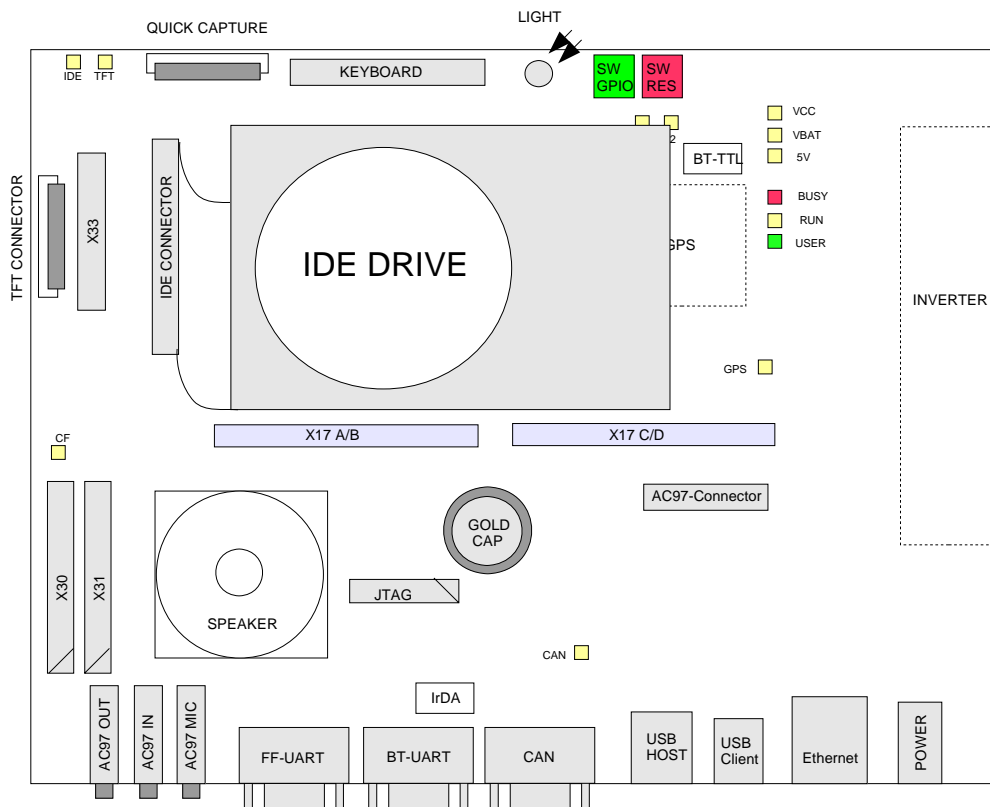 LIGHT
QUICK CAPTURE
IDE
TFT
KEYBOARD
SW
GPIO
SW
RES
VCC
VBAT
5V
BT-TTL
2
BUSY
RUN
USER
TFT CONNECTOR
X33
IDE CONNECTOR
IDE DRIVE
GPS
INVERTER
GPS
CF
X17 A/B
X17 C/D
AC97-Connector
GOLD
CAP
X30
X31
JTAG
SPEAKER
CAN
IrDA
AC97 OUT
AC97 IN
AC97 MIC
FF-UART
BT-UART
CAN
USB
HOST
USB
Client
Ethernet
POWER